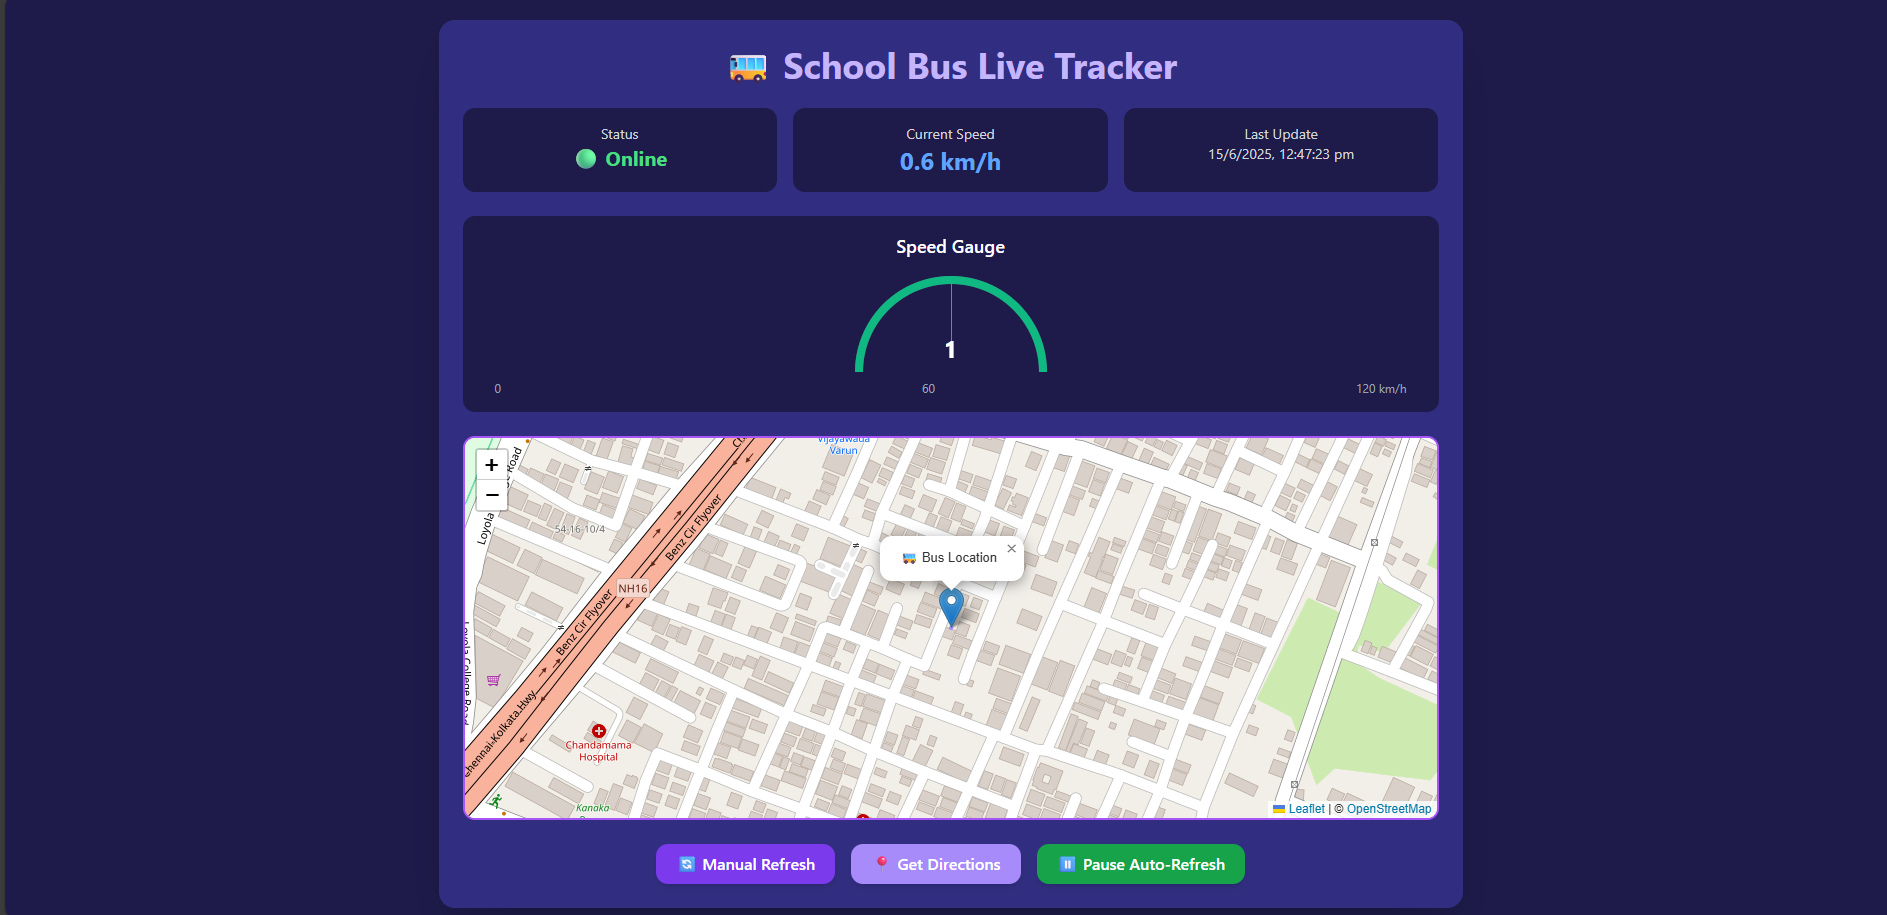 School Bus Live Tracker
Status
Online
Current Speed
0.6 km/h
Last Update
15/6/2025, 12:47:23 pm
Speed Gauge
1
0
60
120 km/h
+
−
Road
Loyola
54-16-10/4
Vijayawada
Varun
Benz Cir Flyover
NH16
Benz Cir Flyover
Chennai-Kolkata Hwy
Loyola College Road
Bus Location
×
Chandamama
Hospital
Kanaka
Leaflet | © OpenStreetMap
Manual Refresh
Get Directions
Pause Auto-Refresh